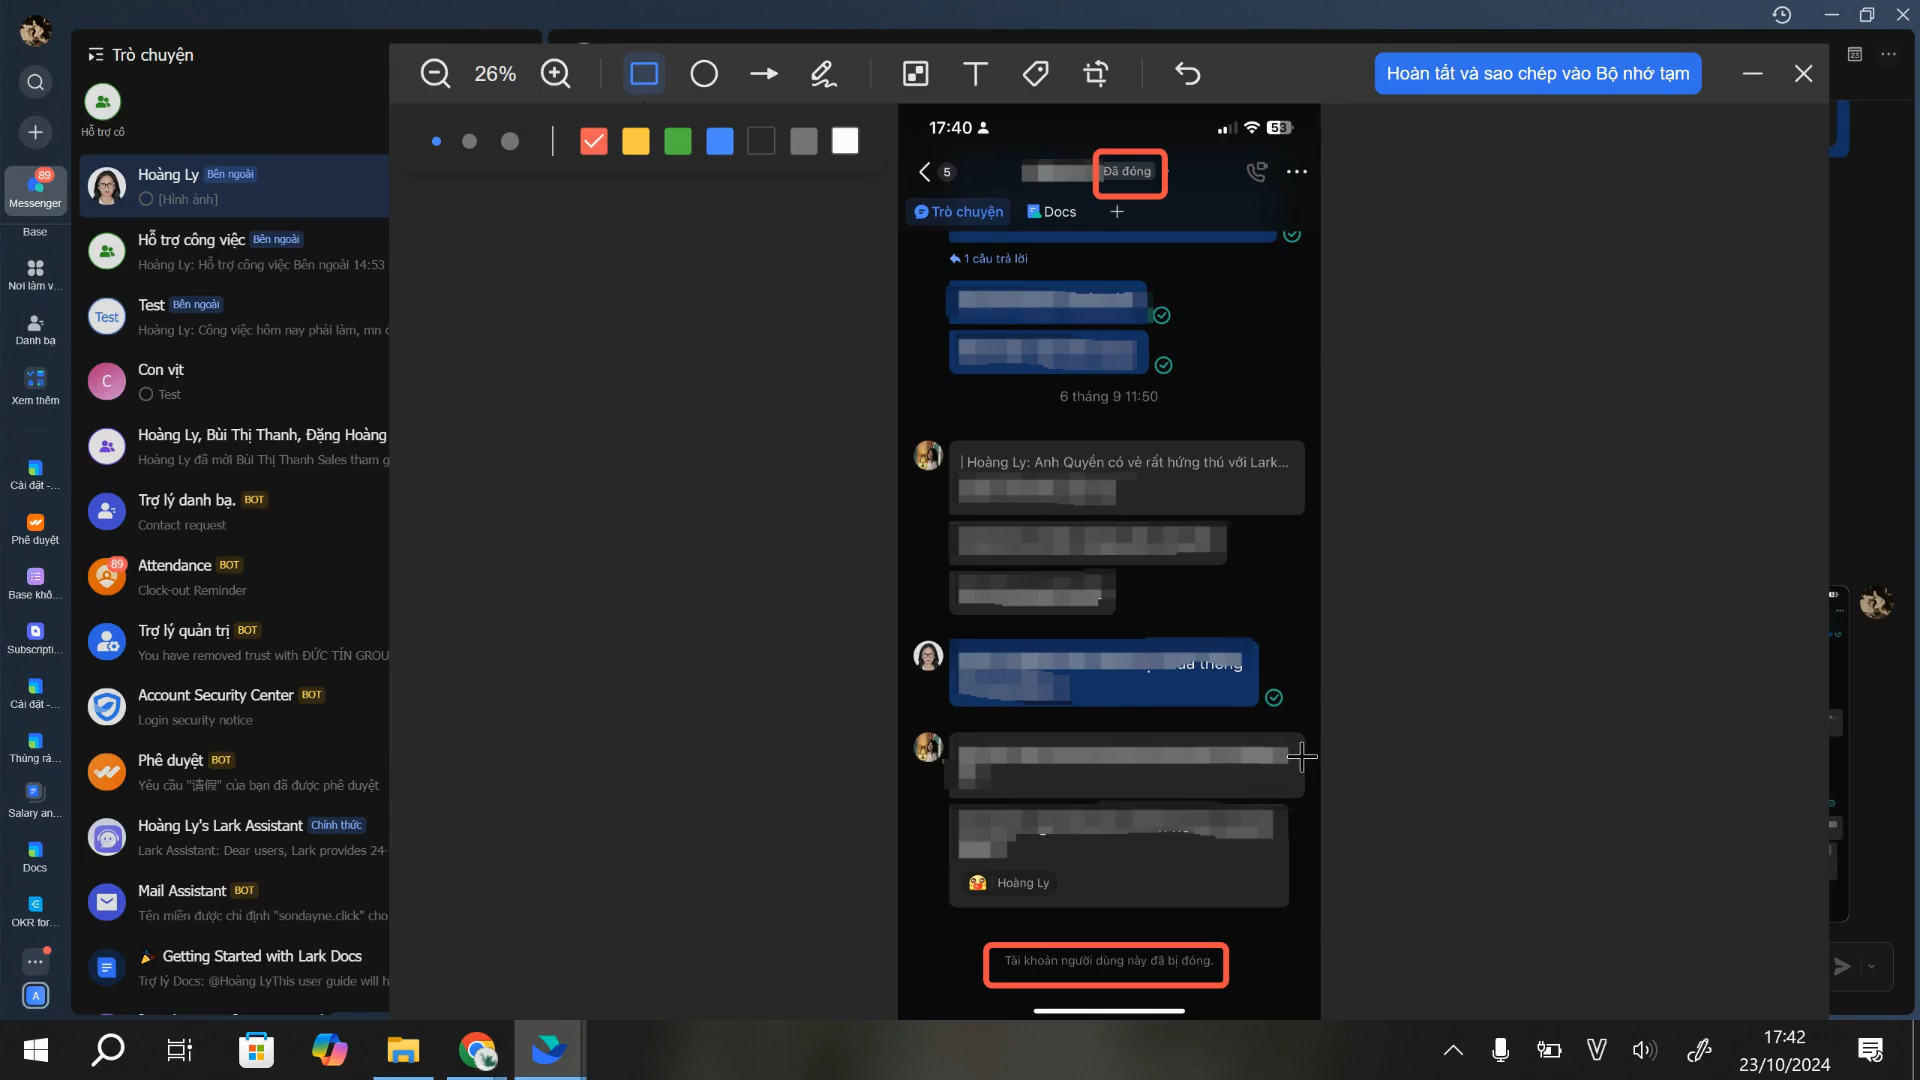 Trò chuyện
Hỗ trợ cô
Hoàng Ly Bên ngoài
[Hình ảnh]
89
Messenger
Base
Hỗ trợ công việc Bên ngoài
Hoàng Ly: Hỗ trợ công việc Bên ngoài 14:53
Nơi làm v...
Test
Test Bên ngoài
Hoàng Ly: Công việc hôm nay phải làm, mn
Danh bạ
C
Con vịt
Test
Xem thêm
Hoàng Ly, Bùi Thị Thanh, Đặng Hoàng
Hoàng Ly đã mời Bùi Thị Thanh Sales tham g
Cài đặt -...
Trợ lý danh bạ. BOT
Contact request
Phê duyệt
89
Attendance BOT
Clock-out Reminder
Base khô...
Trợ lý quản trị BOT
You have removed trust with ĐỨC TÍN GROU
Subscripti...
Account Security Center BOT
Login security notice
Cài đặt -...
Phê duyệt BOT
Yêu cầu "请假" của bạn đã được phê duyệt
Thùng rá...
Hoàng Ly's Lark Assistant Chính thức
Lark Assistant: Dear users, Lark provides 24-
Salary an...
Docs
Mail Assistant BOT
Tên miền được chỉ định "sondayne.click" cho
OKR for...
Getting Started with Lark Docs
Trợ lý Docs: @Hoàng LyThis user guide will h
A
26%
T
Hoàn tất và sao chép vào Bộ nhớ tạm
17:40
53
5
Đã đóng
Trò chuyện
Docs
1 câu trả lời
6 tháng 9 11:50
| Hoàng Ly: Anh Quyền có vẻ rất hứng thú với Lark...
thông
Hoàng Ly
Tài khoản người dùng này đã bị đóng.
V
17:42
23/10/2024